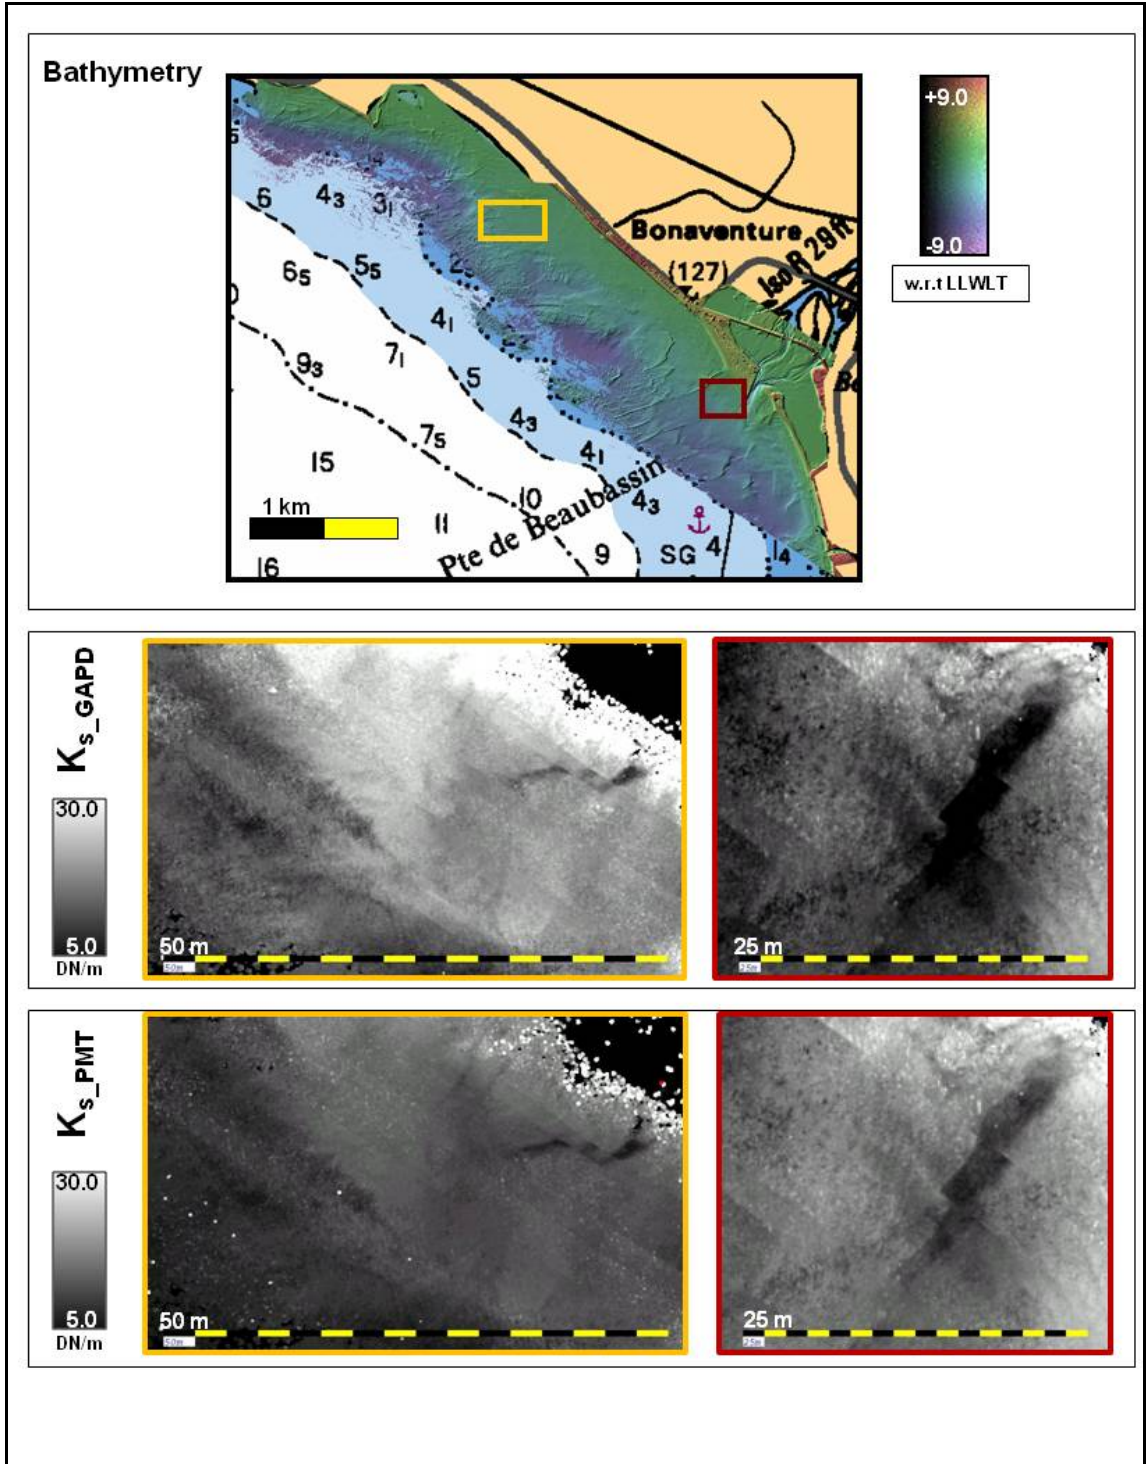 Bathymetry
+9.0
-9.0
w.r.t LLWLT
6
4₃
3₁
6₅
5₅
4₁
7₁
5
9₃
4₃
7₅
4₁
15
10
4₃
11
9
SG
4
1₄
16
Bonaventure
(127)
Iso R 29ft
Pte de Beaubassin
1 km
Ks_GAPD
30.0
5.0
DN/m
50 m
25 m
Ks_PMT
30.0
5.0
DN/m
50 m
25 m